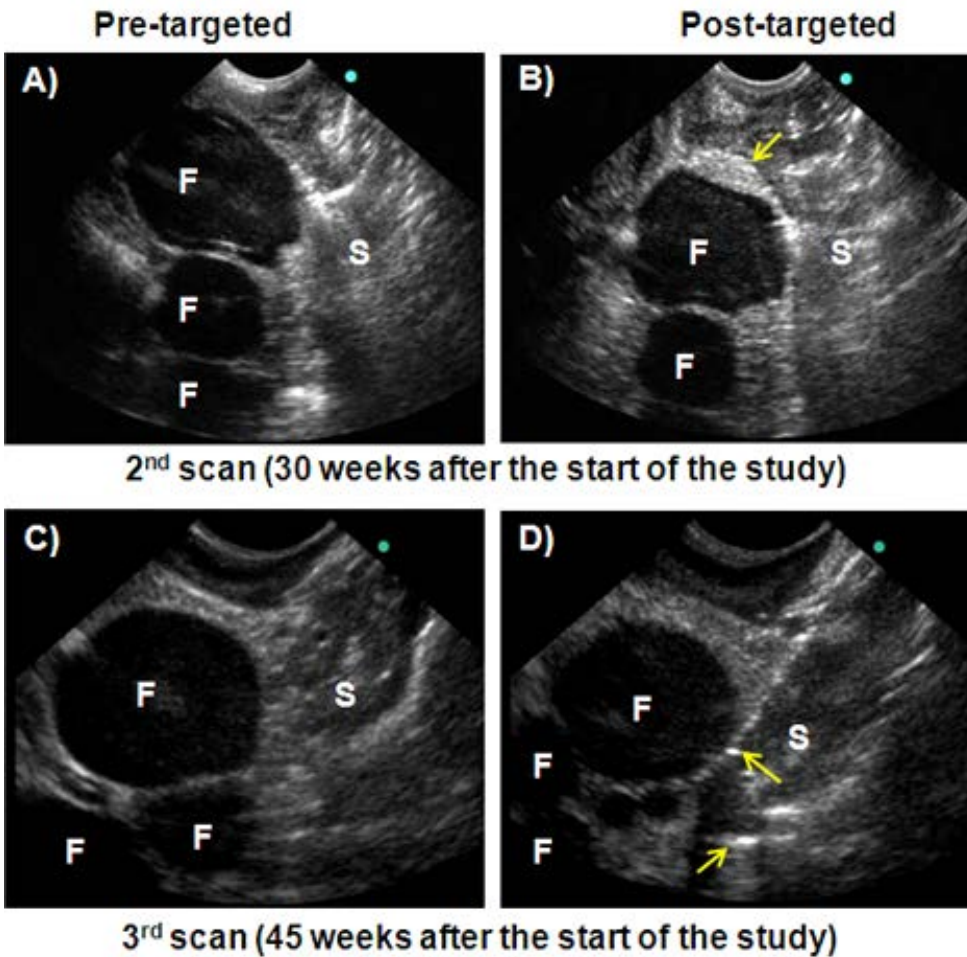 Pre-targeted Post-targeted
A) B)
F F
S S
F F
F
2nd scan (30 weeks after the start of the study)
C) D)
F F
S S
F
F F
F
3rd scan (45 weeks after the start of the study)